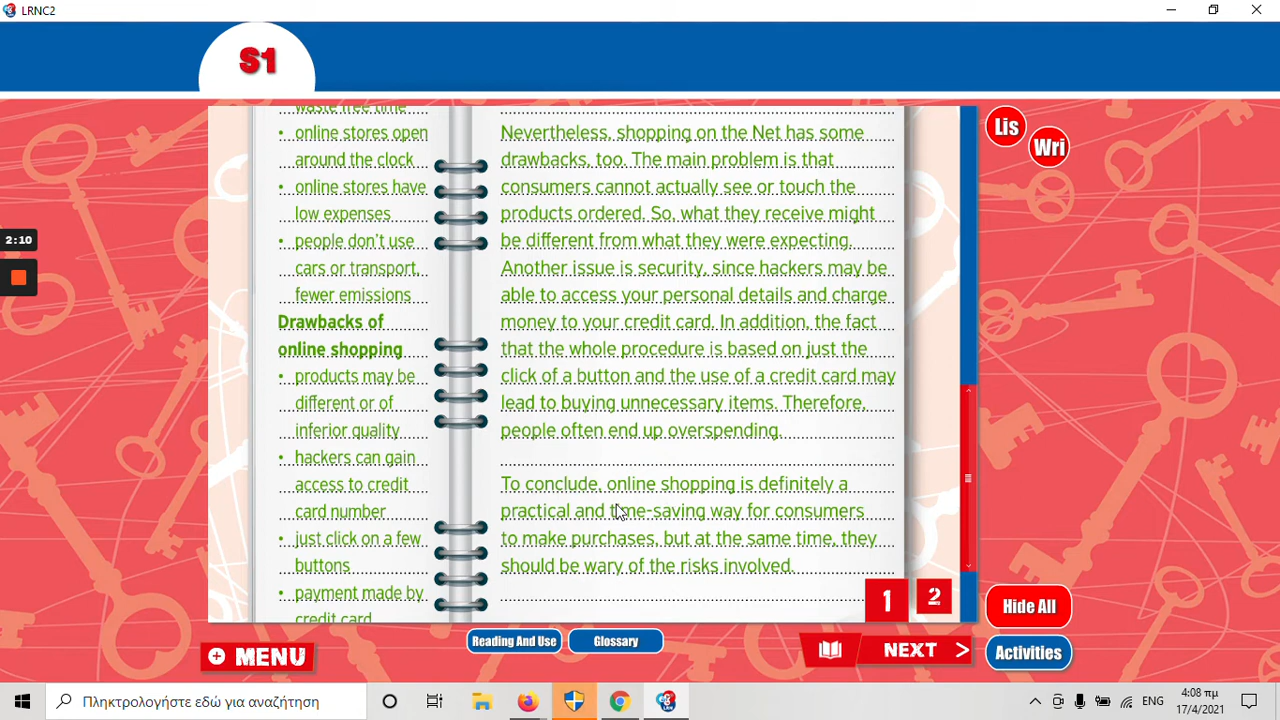 LRNC2
S1
Lis
Wri
2:10
waste free time
• online stores open
around the clock
• online stores have
low expenses
• people don't use
cars or transport,
fewer emissions
Drawbacks of
online shopping
• products may be
different or of
inferior quality
• hackers can gain
access to credit
card number
• just click on a few
buttons
• payment made by
credit card
Nevertheless, shopping on the Net has some
drawbacks, too. The main problem is that
consumers cannot actually see or touch the
products ordered. So, what they receive might
be different from what they were expecting.
Another issue is security, since hackers may be
able to access your personal details and charge
money to your credit card. In addition, the fact
that the whole procedure is based on just the
click of a button and the use of a credit card may
lead to buying unnecessary items. Therefore,
people often end up overspending.
To conclude, online shopping is definitely a
practical and time-saving way for consumers
to make purchases, but at the same time, they
should be wary of the risks involved.
1 2
Hide All
Reading And Use
Glossary
MENU
NEXT >
Activities
Πληκτρολογήστε εδώ για αναζήτηση
ΕΝΗΓ
4:08 πμ
17/4/2021